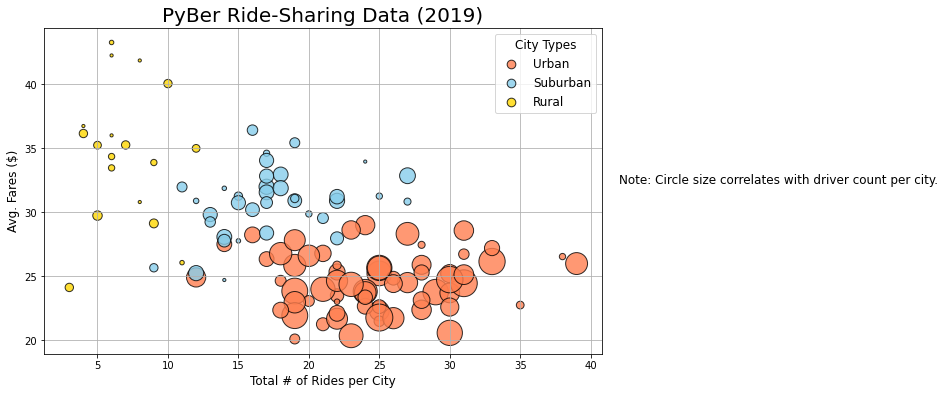 PyBer Ride-Sharing Data (2019)
City Types
Urban
Suburban
Rural
40
35
30
25
20
Avg. Fares ($)
5 10 15 20 25 30 35 40
Total # of Rides per City
Note: Circle size correlates with driver count per city.